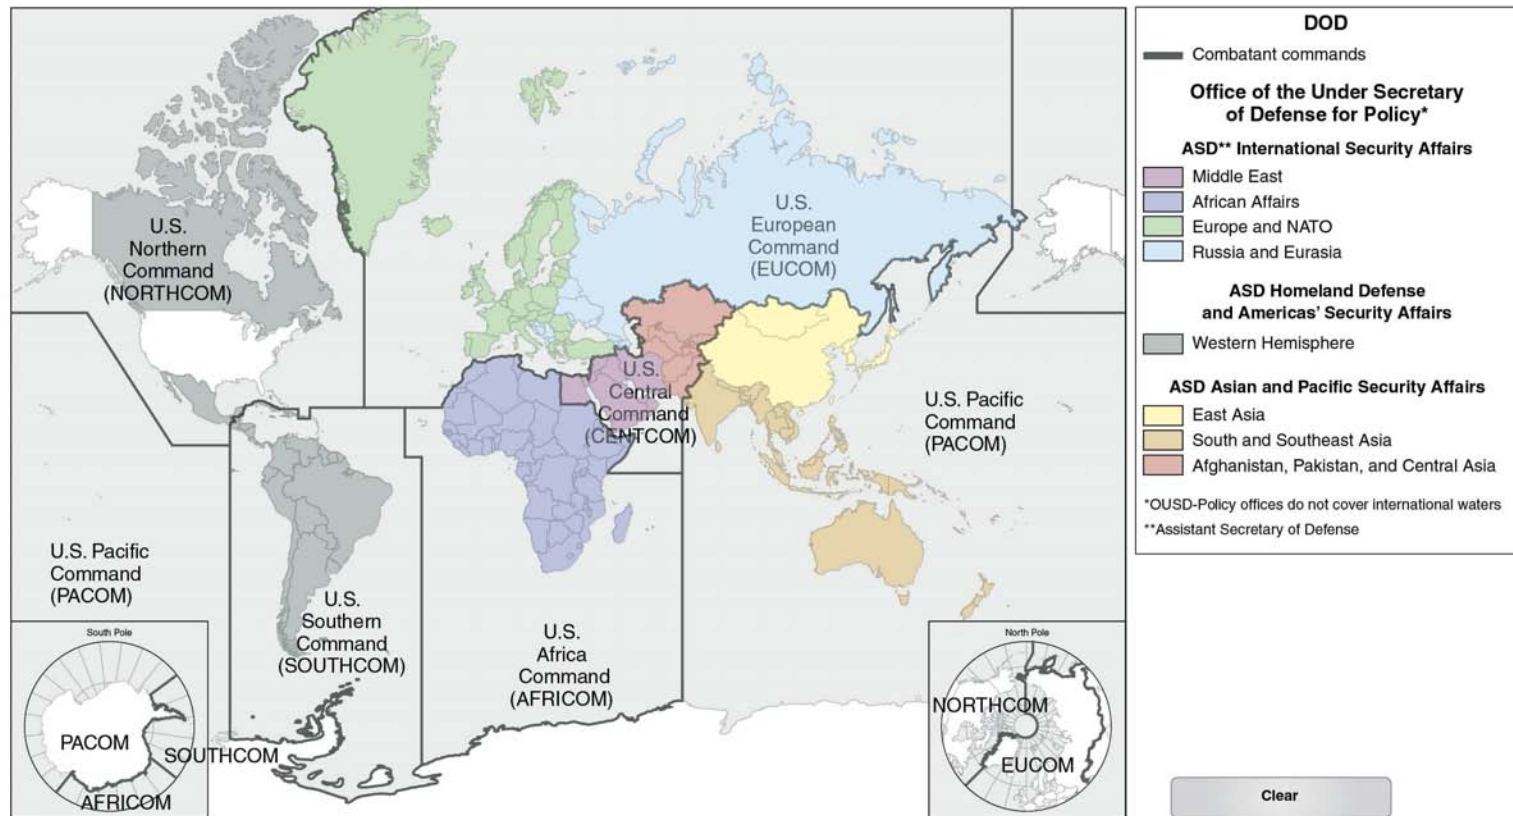 U.S.
Northern
Command
(NORTHCOM)
U.S.
European
Command
(EUCOM)
U.S.
Central
Command
(CENTCOM)
U.S. Pacific
Command
(PACOM)
U.S. Pacific
Command
(PACOM)
U.S.
Southern
Command
(SOUTHCOM)
U.S.
Africa
Command
(AFRICOM)
South Pole
PACOM
SOUTHCOM
AFRICOM
North Pole
NORTHCOM
EUCOM
DOD
Combatant commands
Office of the Under Secretary
of Defense for Policy*
ASD** International Security Affairs
Middle East
African Affairs
Europe and NATO
Russia and Eurasia
ASD Homeland Defense
and Americas' Security Affairs
Western Hemisphere
ASD Asian and Pacific Security Affairs
East Asia
South and Southeast Asia
Afghanistan, Pakistan, and Central Asia
*OUSD-Policy offices do not cover international waters
**Assistant Secretary of Defense
Clear